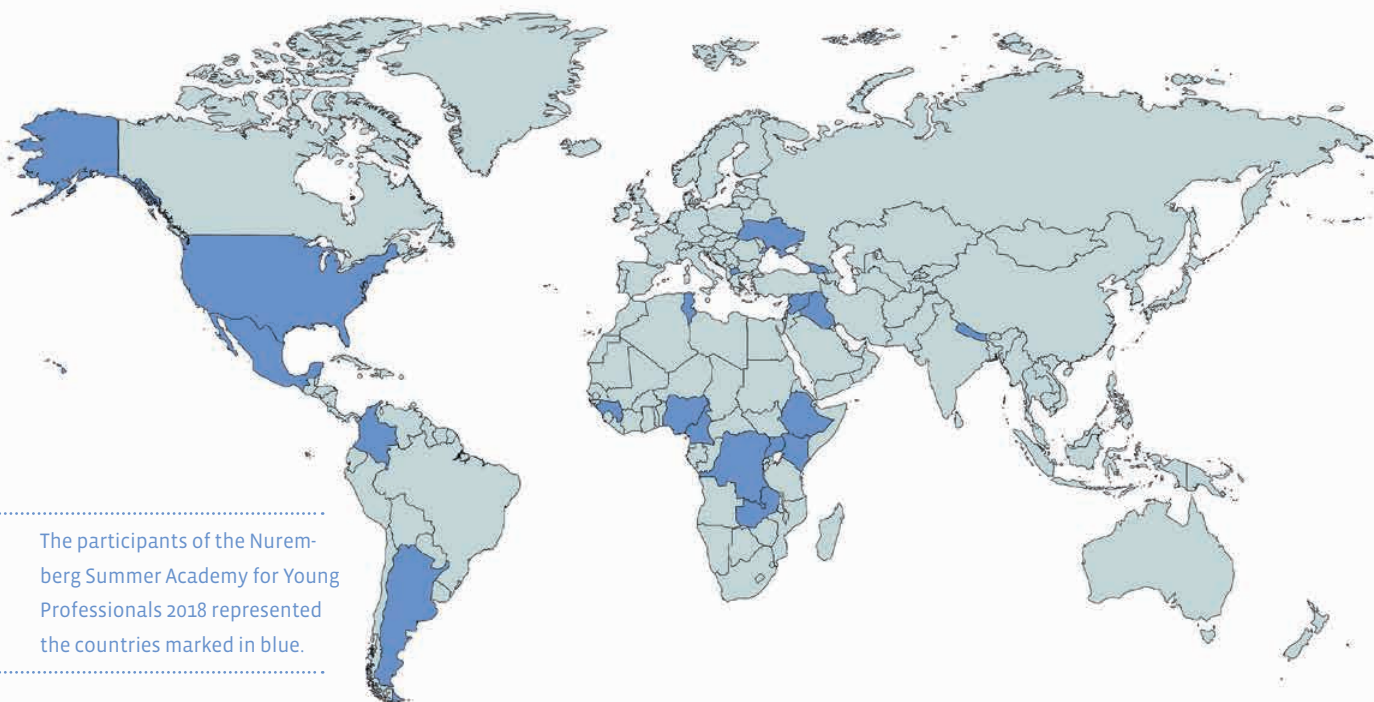 The participants of the Nurem-
berg Summer Academy for Young
Professionals 2018 represented
the countries marked in blue.